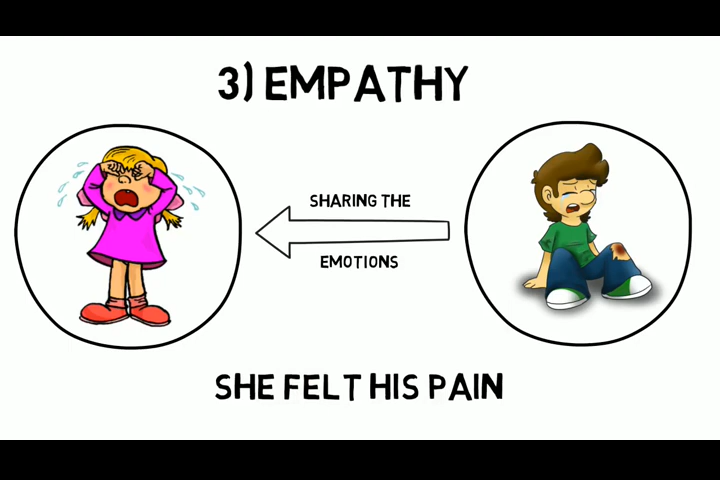 3) EMPATHY
SHARING THE
EMOTIONS
SHE FELT HIS PAIN